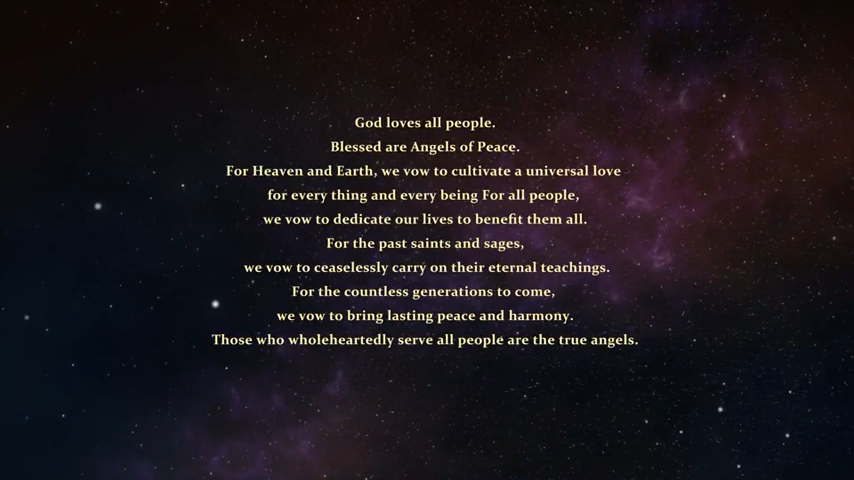 God loves all people.
Blessed are Angels of Peace.
For Heaven and Earth, we vow to cultivate a universal love
for every thing and every being For all people,
we vow to dedicate our lives to benefit them all.
For the past saints and sages,
we vow to ceaselessly carry on their eternal teachings.
For the countless generations to come,
we vow to bring lasting peace and harmony.
Those who wholeheartedly serve all people are the true angels.